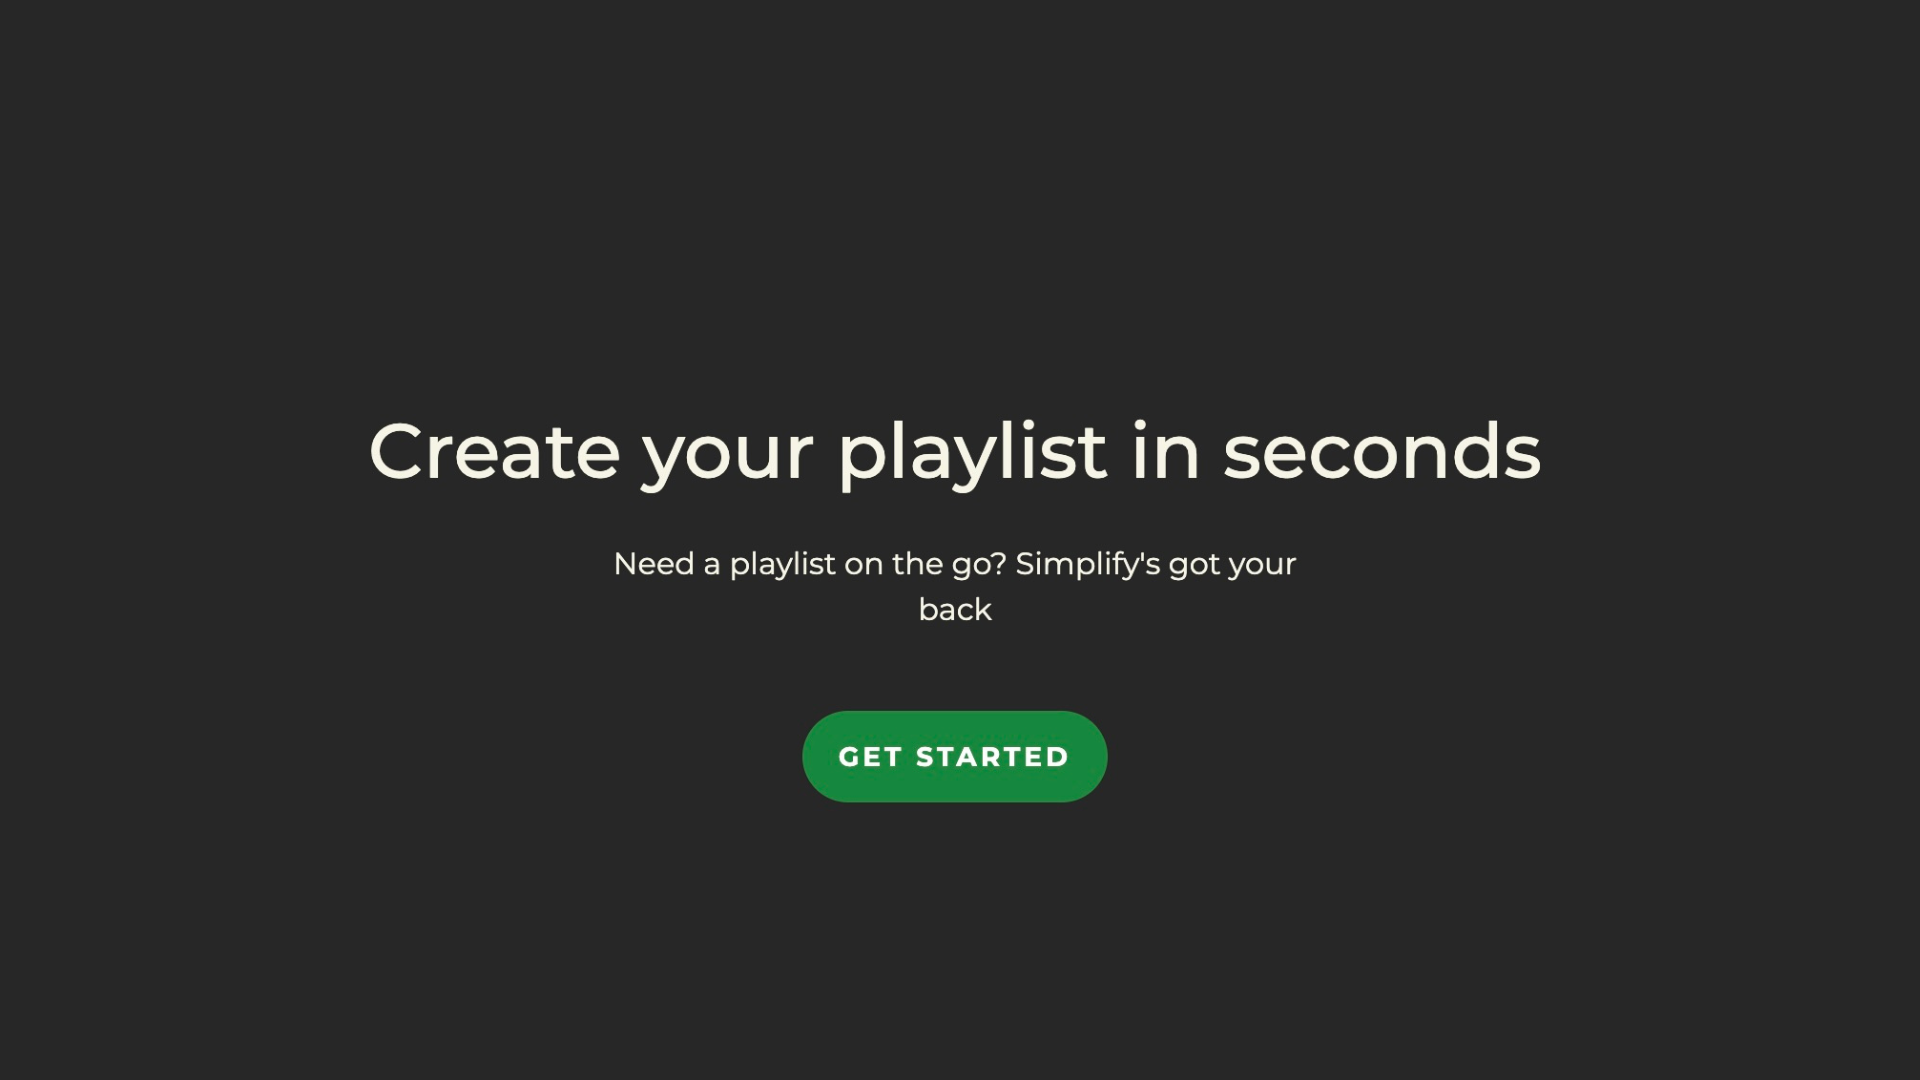 Create your playlist in seconds
Need a playlist on the go? Simplify's got your
back
GET STARTED